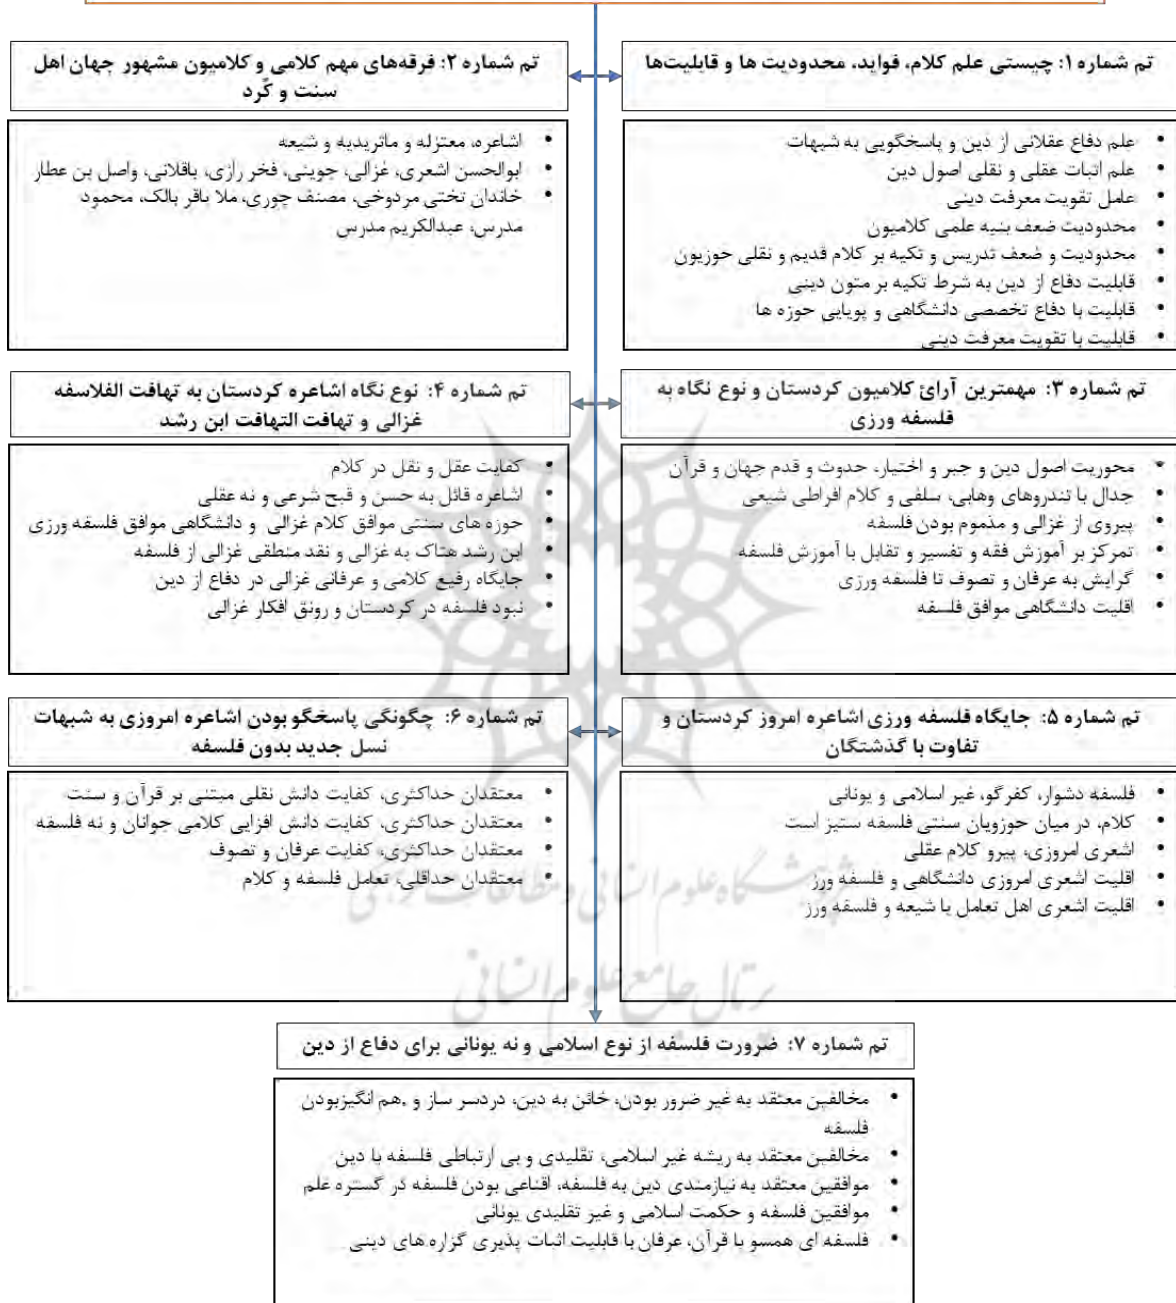 تم شماره ۱: چیستی علم کلام، فواید، محدودیت ها و قابلیت‌ها
علم دفاع عقلانی از دین و پاسخگویی به شبهات
علم اثبات عقلی و نقلی اصول دین
عامل تقویت معرفت دینی
محدودیت ضعف بنیه علمی کلامیون
محدودیت و ضعف تدریس و تکیه بر کلام قدیم و نقلی حوزیون
قابلیت دفاع از دین به شرط تکیه بر متون دینی
قابلیت با دفاع تخصصی دانشگاهی و پویایی حوزه ها
قابلیت با تقویت معرفت دینی
تم شماره ۲: فرقه‌های مهم کلامی و کلامیون مشهور جهان اهل
سنت و کُرد
اشاعره، معتزله و ماتریدیه و شیعه
ابوالحسن اشعری، غزالی، جوینی، فخر رازی، باقلانی، واصل بن عطار
خاندان تختی مردوخی، مصنف چوری، ملا باقر بالک، محمود
مدرس، عبدالکریم مدرس
تم شماره ۳: مهمترین آرائ کلامیون کردستان و نوع نگاه به
فلسفه ورزی
محوریت اصول دین و جبر و اختیار، حدوث و قدم جهان و قرآن
جدال با تندروهای وهابی، سلفی و کلام افراطی شیعی
پیروی از غزالی و مذموم بودن فلسفه
تمرکز بر آموزش فقه و تفسیر و تقابل با آموزش فلسفه
گرایش به عرفان و تصوف تا فلسفه ورزی
اقلیت دانشگاهی موافق فلسفه
تم شماره ۴: نوع نگاه اشاعره کردستان به تهافت الفلاسفه
غزالی و تهافت التهافت ابن رشد
کفایت عقل و نقل در کلام
اشاعره قائل به حسن و قبح شرعی و نه عقلی
حوزه های سنتی موافق کلام غزالی و دانشگاهی موافق فلسفه ورزی
ابن رشد هتاک به غزالی و نقد منطقی غزالی از فلسفه
جایگاه رفیع کلامی و عرفانی غزالی در دفاع از دین
نبود فلسفه در کردستان و رونق افکار غزالی
تم شماره ۵: جایگاه فلسفه ورزی اشاعره امروز کردستان و
تفاوت با گذشتگان
فلسفه دشوار، کفرگو، غیر اسلامی و یونانی
کلام، در میان حوزویان سنتی فلسفه ستیز است
اشعری امروزی، پیرو کلام عقلی
اقلیت اشعری امروزی دانشگاهی و فلسفه ورز
اقلیت اشعری اهل تعامل با شیعه و فلسفه ورز
تم شماره ۶: چگونگی پاسخگو بودن اشاعره امروزی به شبهات
نسل جدید بدون فلسفه
معتقدان حداکثری، کفایت دانش نقلی مبتنی بر قرآن و سنت
معتقدان حداکثری، کفایت دانش افزایی کلامی جوانان و نه فلسفه
معتقدان حداکثری، کفایت عرفان و تصوف
معتقدان حداقلی، تعامل فلسفه و کلام
پژوهشگاه علوم انسانی و مطالعات فرهنگی
پرتال جامع علوم انسانی
تم شماره ۷: ضرورت فلسفه از نوع اسلامی و نه یونانی برای دفاع از دین
مخالفین معتقد به غیر ضرور بودن، خائن به دین، دردسر ساز و هم انگیزبودن
فلسفه
مخالفین معتقد به ریشه غیر اسلامی، تقلیدی و بی ارتباطی فلسفه با دین
موافقین معتقد به نیازمندی دین به فلسفه، اقناعی بودن فلسفه در گستره علم
موافقین فلسفه و حکمت اسلامی و غیر تقلیدی یونانی
فلسفه ای همسو با قرآن، عرفان با قابلیت اثبات پذیری گزاره های دینی